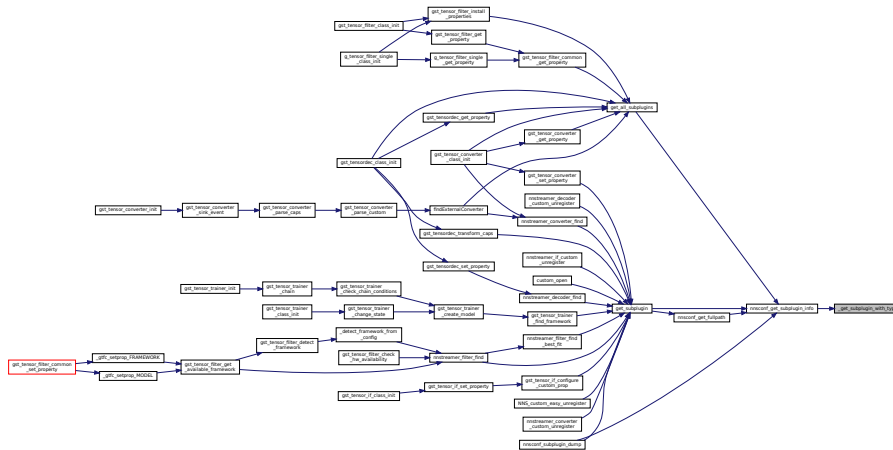 gst_tensor_filter_install
_properties
gst_tensor_filter_class_init
gst_tensor_filter_get
_property
g_tensor_filter_single
_class_init
g_tensor_filter_single
_get_property
gst_tensor_filter_common
_get_property
get_all_subplugins
gst_tensordec_get_property
gst_tensor_converter
_get_property
gst_tensor_converter
_class_init
gst_tensordec_class_init
gst_tensor_converter
_set_property
nnstreamer_decoder
_custom_unregister
gst_tensor_converter_init
gst_tensor_converter
_sink_event
gst_tensor_converter
_parse_caps
gst_tensor_converter
_parse_custom
findExternalConverter
nnstreamer_converter_find
gst_tensordec_transform_caps
nnstreamer_if_custom
_unregister
gst_tensordec_set_property
custom_open
gst_tensor_trainer_init
gst_tensor_trainer
_chain
gst_tensor_trainer
_check_chain_conditions
nnstreamer_decoder_find
gst_tensor_trainer
_class_init
gst_tensor_trainer
_change_state
gst_tensor_trainer
_create_model
gst_tensor_trainer
_find_framework
get_subplugin
nnsconf_get_fullpath
nnsconf_get_subplugin_info
_get_subplugin_with_type
_detect_framework_from
_config
gst_tensor_filter_detect
_framework
nnstreamer_filter_find
_best_fit
gst_tensor_filter_check
_hw_availability
nnstreamer_filter_find
_gtfc_setprop_FRAMEWORK
gst_tensor_filter_common
_set_property
_gtfc_setprop_MODEL
gst_tensor_filter_get
_available_framework
gst_tensor_if_set_property
gst_tensor_if_configure
_custom_prop
gst_tensor_if_class_init
NNS_custom_easy_unregister
nnstreamer_converter
_custom_unregister
nnsconf_subplugin_dump